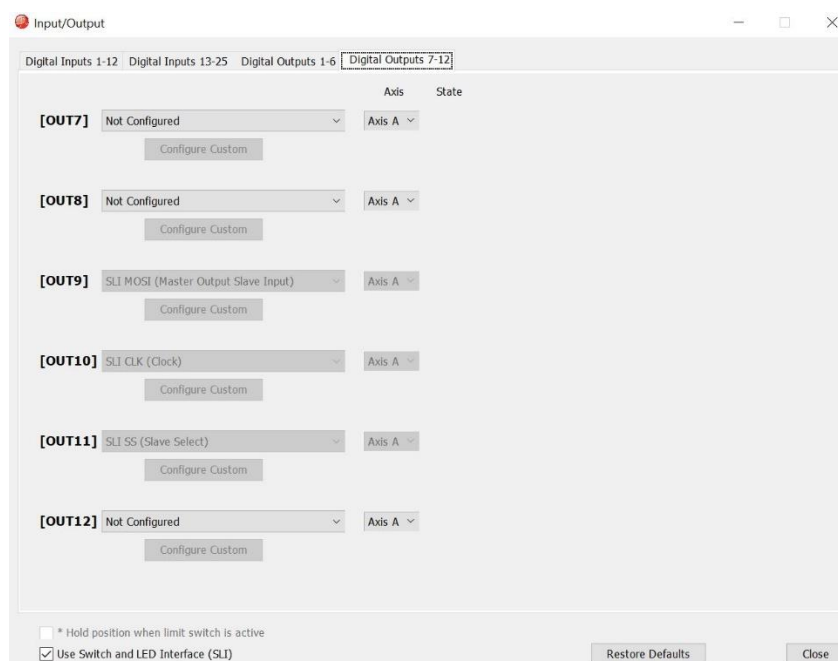 Input/Output
Digital Inputs 1-12 Digital Inputs 13-25 Digital Outputs 1-6 Digital Outputs 7-12
Axis State
[OUT7] Not Configured Axis A
Configure Custom
[OUT8] Not Configured Axis A
Configure Custom
[OUT9] SLI MOSI (Master Output Slave Input) Axis A
Configure Custom
[OUT10] SLI CLK (Clock) Axis A
Configure Custom
[OUT11] SLI SS (Slave Select) Axis A
Configure Custom
[OUT12] Not Configured Axis A
Configure Custom
* Hold position when limit switch is active
Use Switch and LED Interface (SLI) Restore Defaults Close